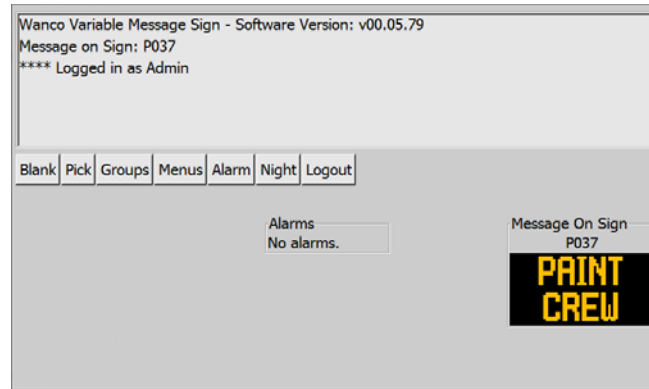 Wanco Variable Message Sign - Software Version: v00.05.79
Message on Sign: P037
**** Logged in as Admin
Blank Pick Groups Menus Alarm Night Logout
Alarms
No alarms.
Message On Sign
P037
PAINT
CREW